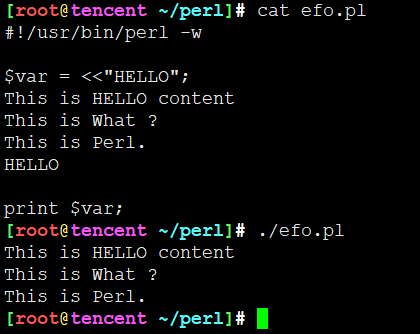 [root@tencent ~/perl]# cat efo.pl
#!/usr/bin/perl -w
$var = <<"HELLO";
This is HELLO content
This is What ?
This is Perl.
HELLO
print $var;
[root@tencent ~/perl]# ./efo.pl
This is HELLO content
This is What ?
This is Perl.
[root@tencent ~/perl]#